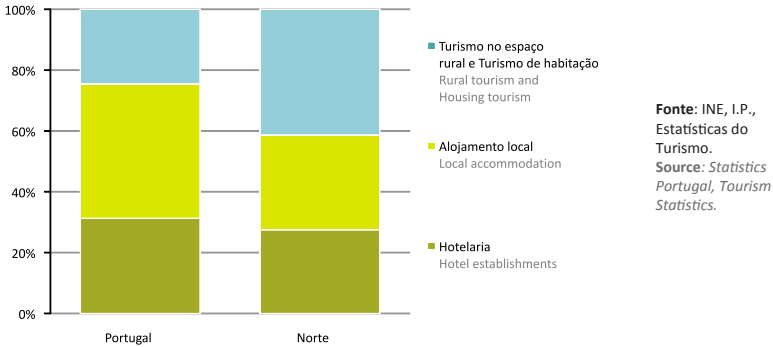 100%
80%
60%
40%
20%
0%
Portugal
Norte
Turismo no espaço
rural e Turismo de habitação
Rural tourism and
Housing tourism
Alojamento local
Local accommodation
Hotelaria
Hotel establishments
Fonte: INE, I.P.,
Estatísticas do
Turismo.
Source: Statistics
Portugal, Tourism
Statistics.